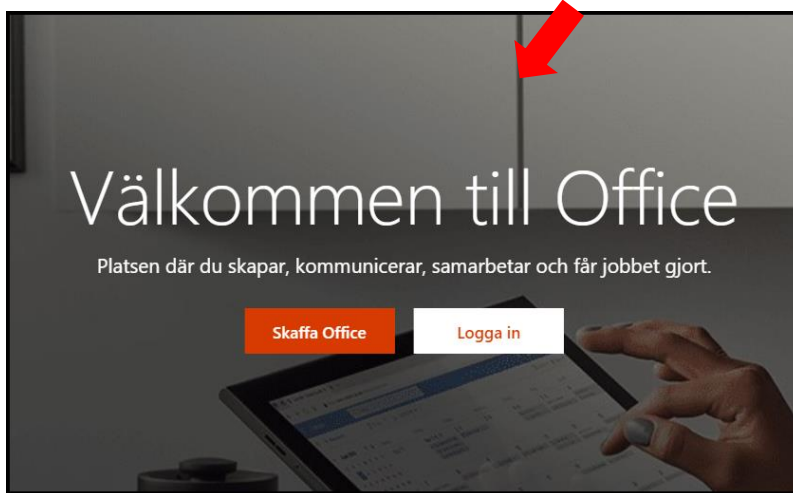 Välkommen till Office
Platsen där du skapar, kommunicerar, samarbetar och får jobbet gjort.
Skaffa Office
Logga in